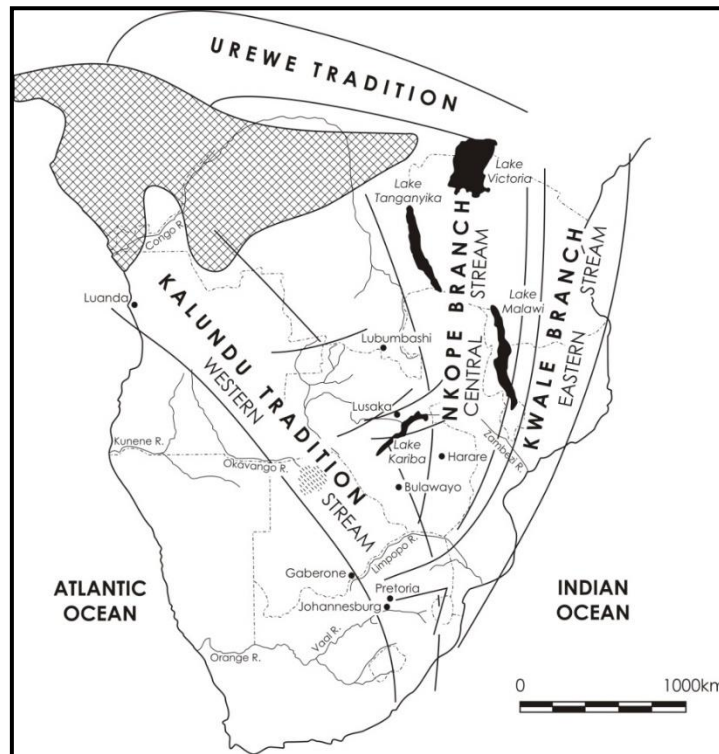 UREWE TRADITION
Lake
Victoria
Lake
Tanganyika
Congo R.
NKOPE BRANCH
CENTRAL STREAM
KWALE BRANCH
EASTERN STREAM
Luanda
KALUNDU TRADITION
WESTERN STREAM
Lake
Malawi
Lubumbashi
Lusaka
Lake
Kariba
Zambezi R.
Kunene R.
Okavango R.
Harare
Bulawayo
Limpopo R.
Gaberone
Pretoria
Johannesburg
ATLANTIC
OCEAN
INDIAN
OCEAN
Vaal R.
Orange R.
0 1000km